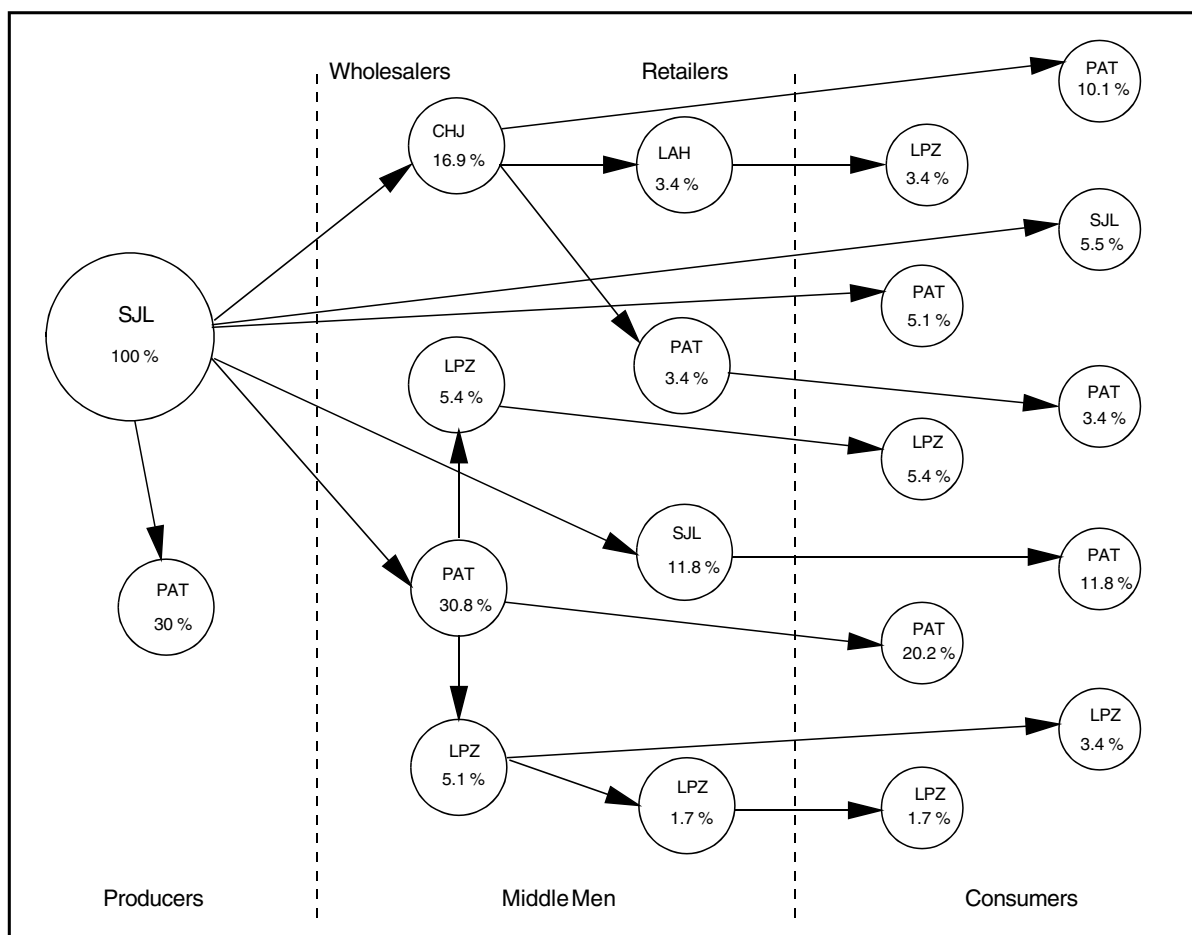 Wholesalers
Retailers
PAT
10.1 %
CHJ
16.9 %
LAH
3.4 %
LPZ
3.4 %
SJL
5.5 %
SJL
100 %
PAT
5.1 %
LPZ
5.4 %
PAT
3.4 %
PAT
3.4 %
LPZ
5.4 %
SJL
11.8 %
PAT
11.8 %
PAT
30 %
PAT
30.8 %
PAT
20.2 %
LPZ
5.1 %
LPZ
3.4 %
LPZ
1.7 %
LPZ
1.7 %
Producers
Middle Men
Consumers